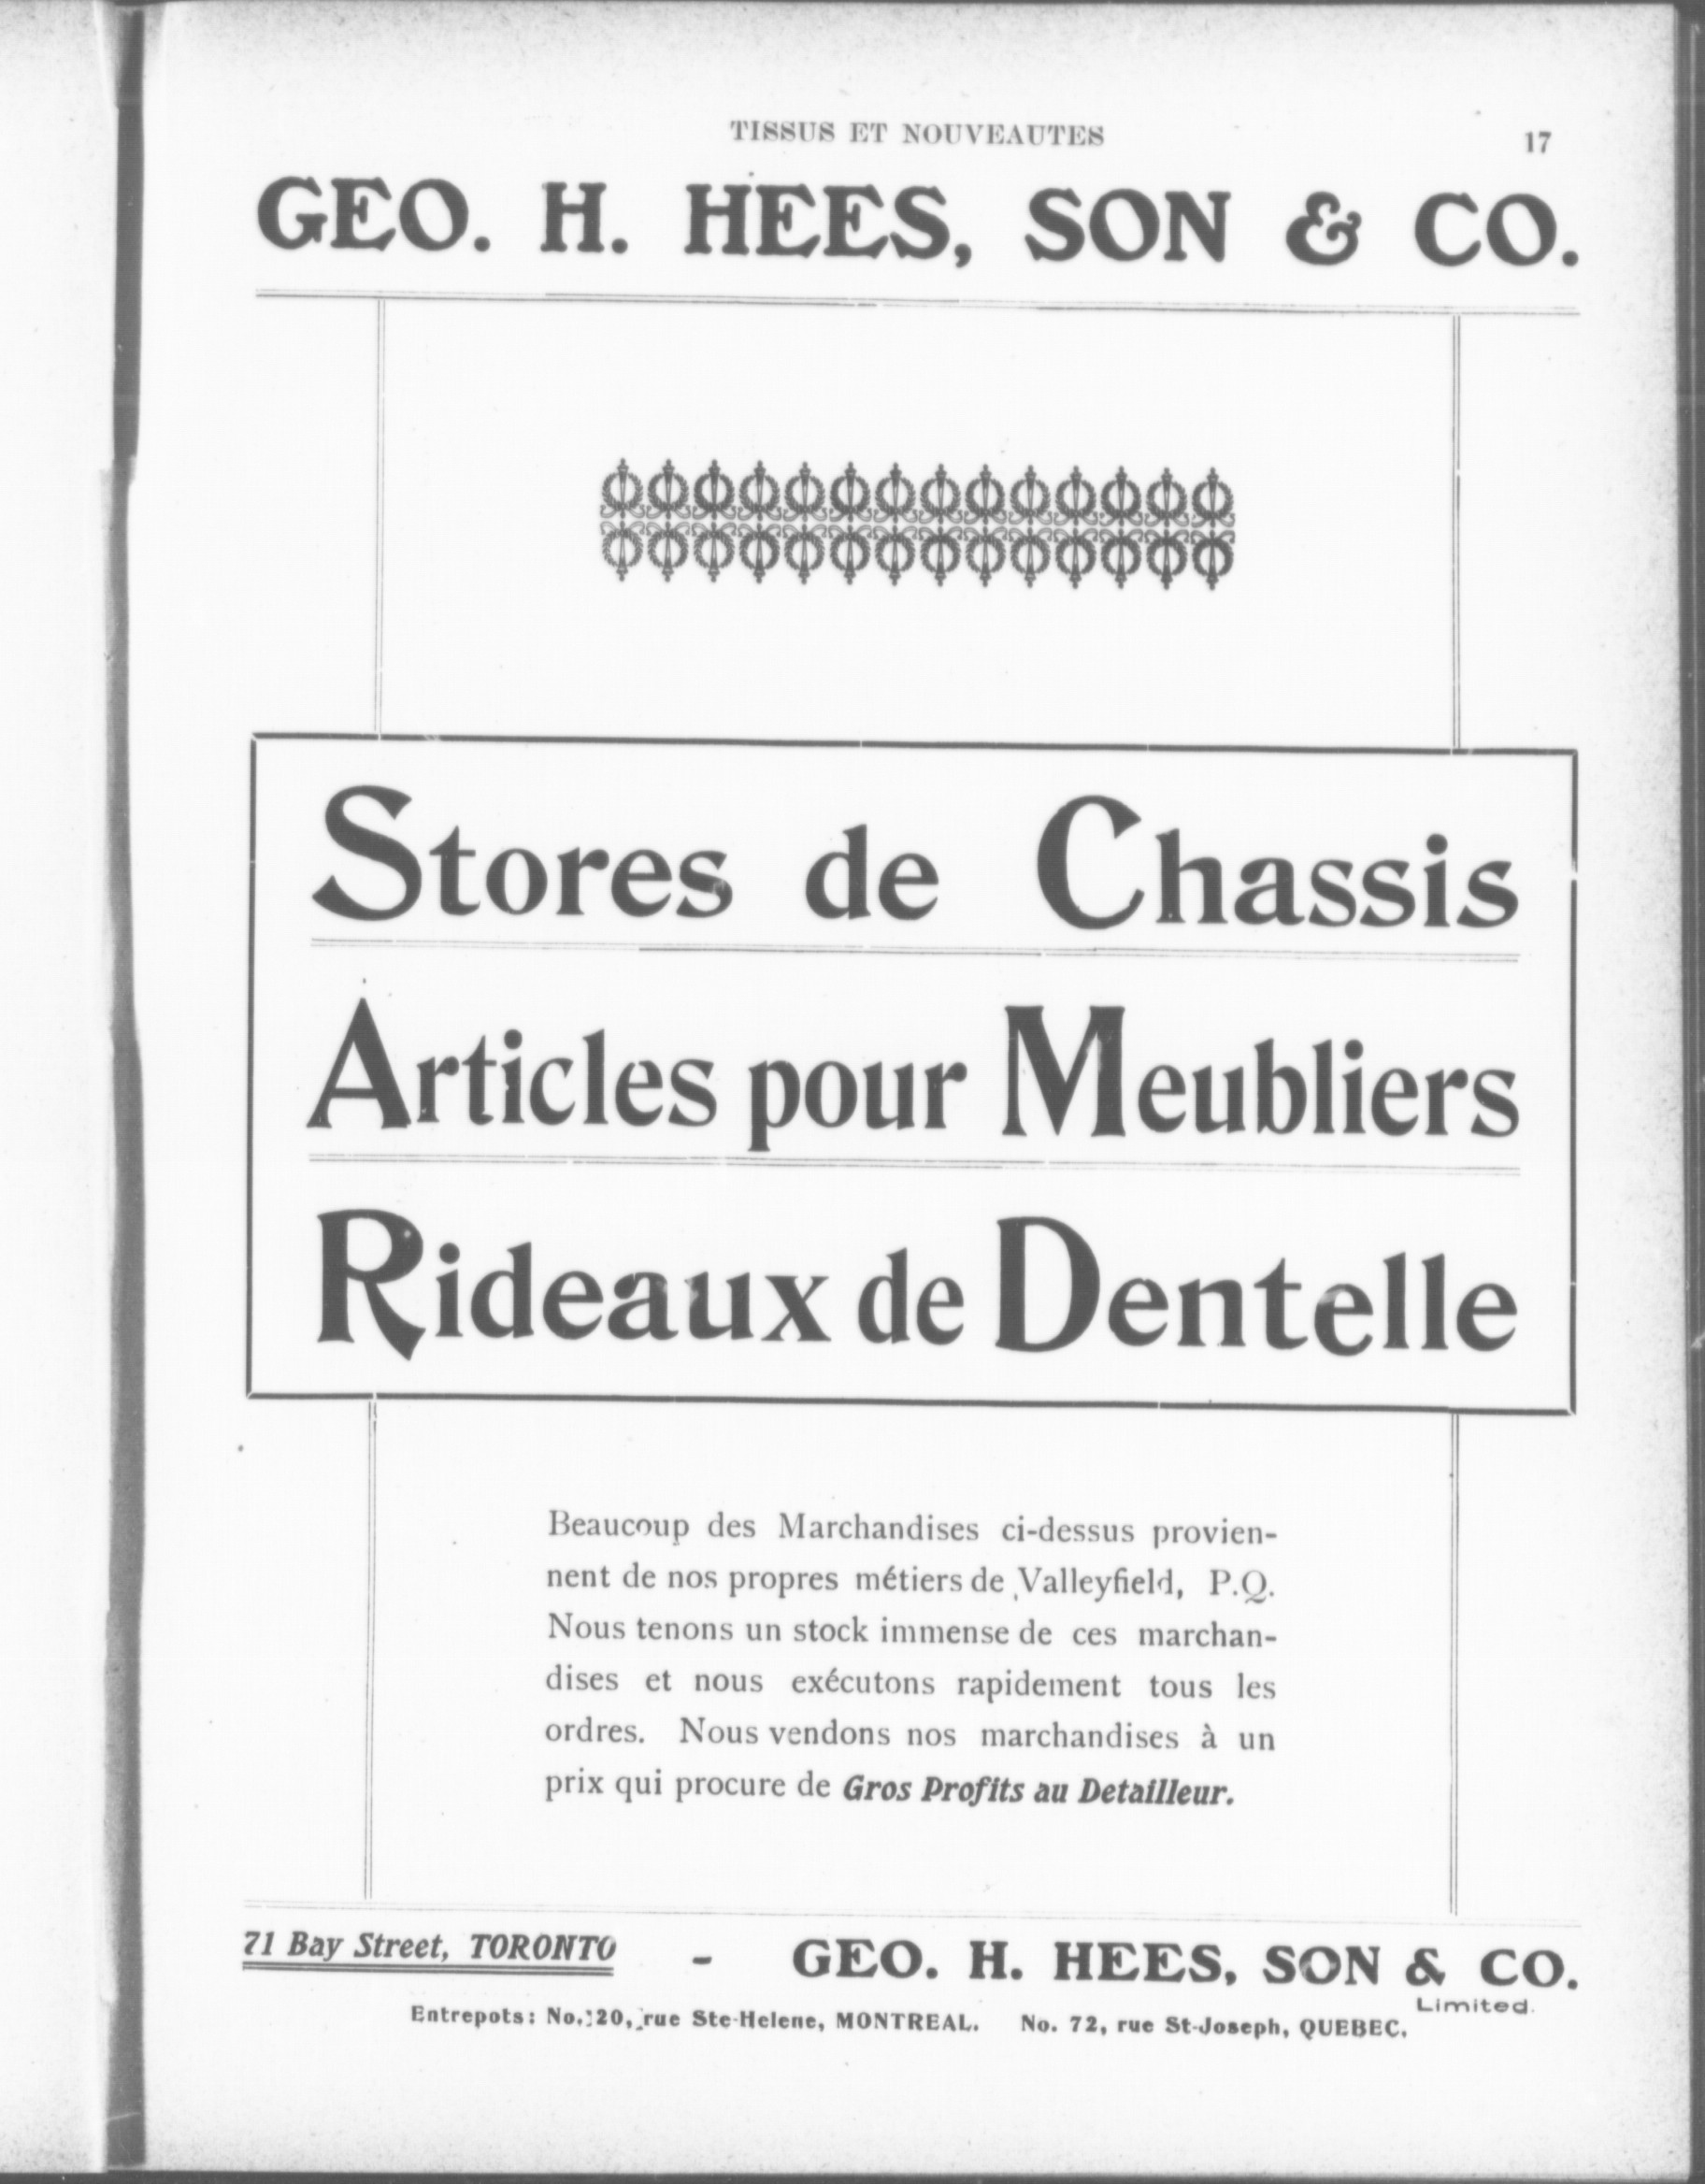 TISSUS ET NOUVEAUTES 17
GEO. H. HEES, SON & CO.
Stores de Chassis
Articles pour Meubliers
Rideaux de Dentelle
Beaucoup des Marchandises ci-dessus provien-
nent de nos propres métiers de Valleyfield, P.Q.
Nous tenons un stock immense de ces marchan-
dises et nous exécutons rapidement tous les
ordres. Nous vendons nos marchandises à un
prix qui procure de Gros Profits au Detailleur.
71 Bay Street, TORONTO - GEO. H. HEES, SON & CO.
Limited.
Entrepots: No. 20, rue Ste-Helene, MONTREAL. No. 72, rue St-Joseph, QUEBEC.